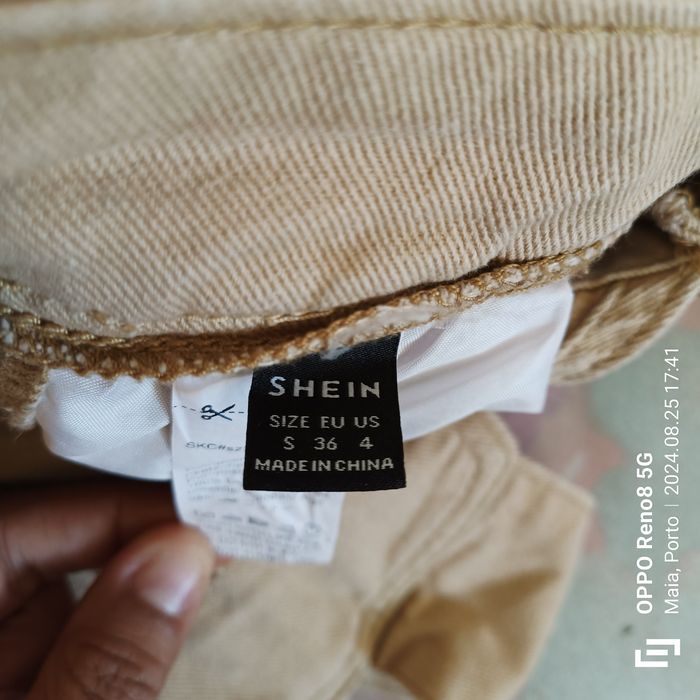 SHEIN
SIZE EU US
S 36 4
MADE IN CHINA
OPPO Reno8 5G
Maia, Porto | 2024.08.25 17:41